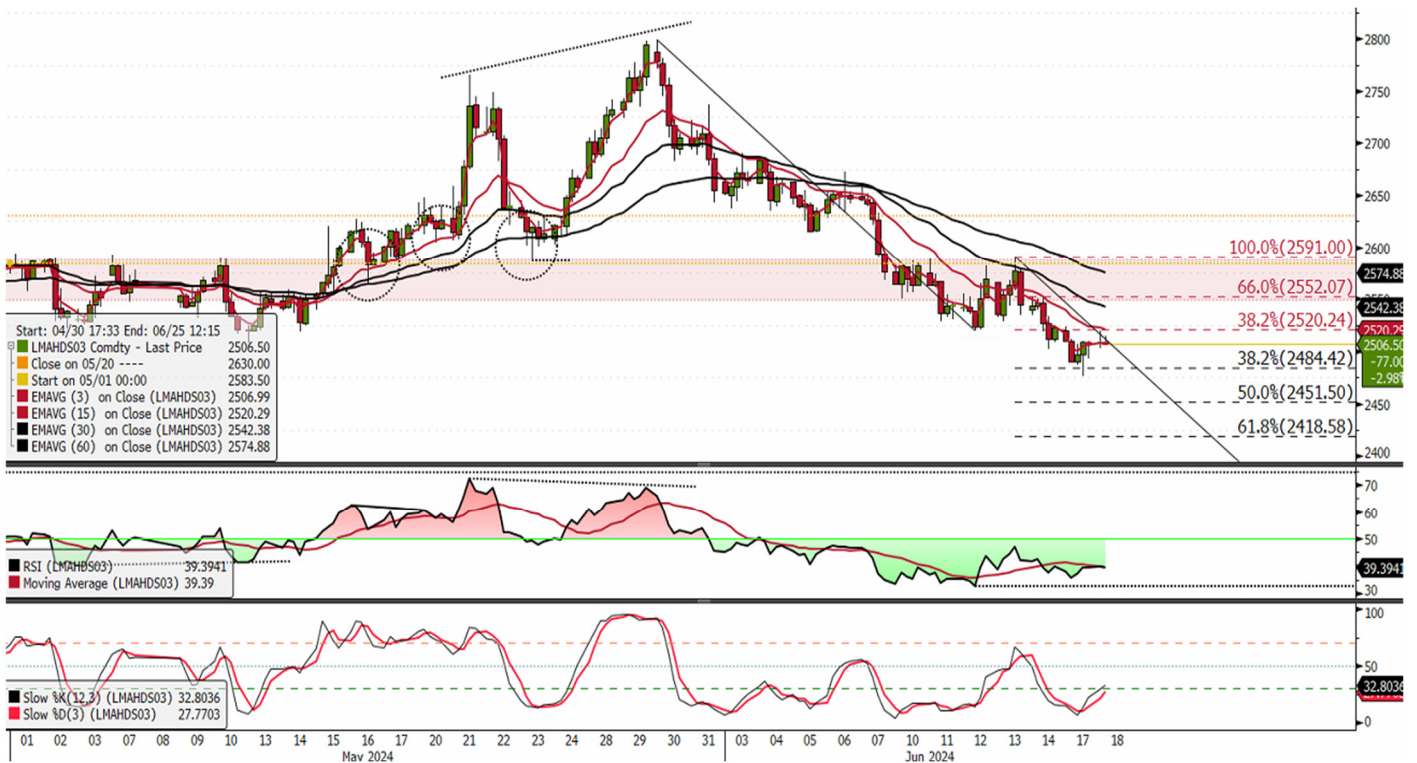 2800
2750
2700
2650
2600
100.0%(2591.00)
2574.88
66.0%(2552.07)
2542.38
38.2%(2520.24)
2520.29
2506.50
-77.00
-2.98%
38.2%(2484.42)
50.0%(2451.50)
2450
61.8%(2418.58)
2400
Start: 04/30 17:33 End: 06/25 12:15
LMAHDS03 Comdty - Last Price 2506.50
Close on 05/20 ---- 2630.00
Start on 05/01 00:00 2583.50
EMAVG (3) on Close (LMAHDS03) 2506.99
EMAVG (15) on Close (LMAHDS03) 2520.29
EMAVG (30) on Close (LMAHDS03) 2542.38
EMAVG (60) on Close (LMAHDS03) 2574.88
70
60
50
39.3941
30
RSI (LMAHDS03) 39.3941
Moving Average (LMAHDS03) 39.39
100
50
32.8036
0
Slow %K(12,3) (LMAHDS03) 32.8036
Slow %D(3) (LMAHDS03) 27.7703
01 02 03 06 07 08 09 10 13 14 15 16 17 20 21 22 23 24 28 29 30 31 03 04 05 06 07 10 11 12 13 14 17 18
May 2024 Jun 2024